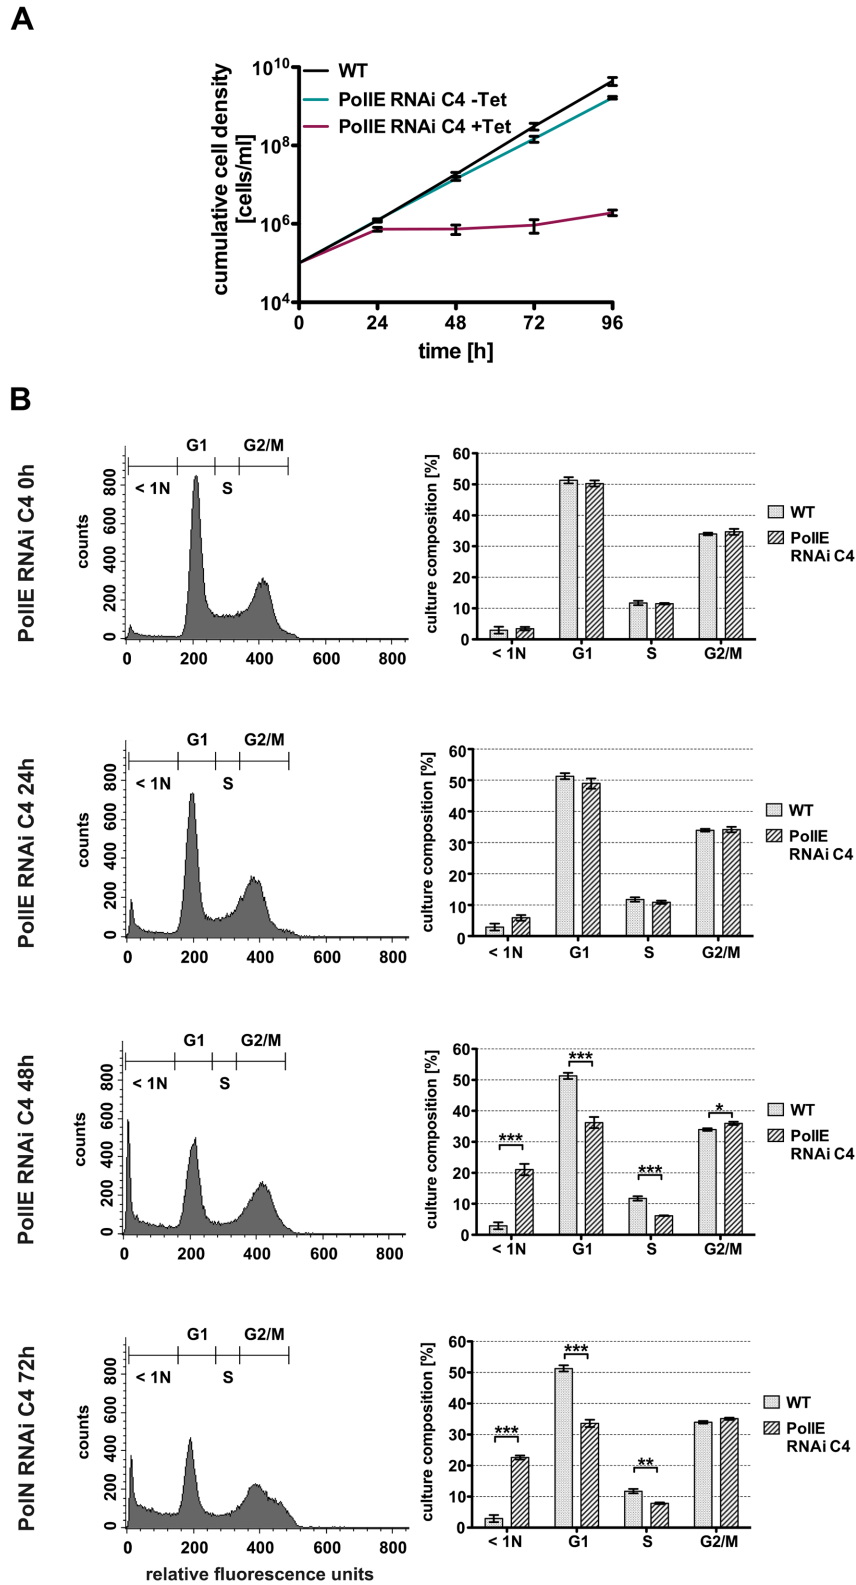 A
cumulative cell density
[cells/ml]
10¹⁰
10⁸
10⁶
10⁴
WT
PolIE RNAi C4 -Tet
PolIE RNAi C4 +Tet
0 24 48 72 96
time [h]
B
PolIE RNAi C4 0h
counts
0 200 400 600 800
G1 G2/M
< 1N S
0 200 400 600 800
culture composition [%]
60
50
40
30
20
10
0
< 1N G1 S G2/M
WT
PolIE
RNAi C4
PolIE RNAi C4 24h
counts
0 200 400 600 800
G1 G2/M
< 1N S
0 200 400 600 800
culture composition [%]
60
50
40
30
20
10
0
< 1N G1 S G2/M
WT
PolIE
RNAi C4
PolIE RNAi C4 48h
counts
0 200 400 600 800
G1 G2/M
< 1N S
0 200 400 600 800
culture composition [%]
60
50
40
30
20
10
0
*** *** *** *
< 1N G1 S G2/M
WT
PolIE
RNAi C4
PolN RNAi C4 72h
counts
0 200 400 600 800
G1 G2/M
< 1N S
0 200 400 600 800
relative fluorescence units
culture composition [%]
60
50
40
30
20
10
0
*** *** **
< 1N G1 S G2/M
WT
PolIE
RNAi C4